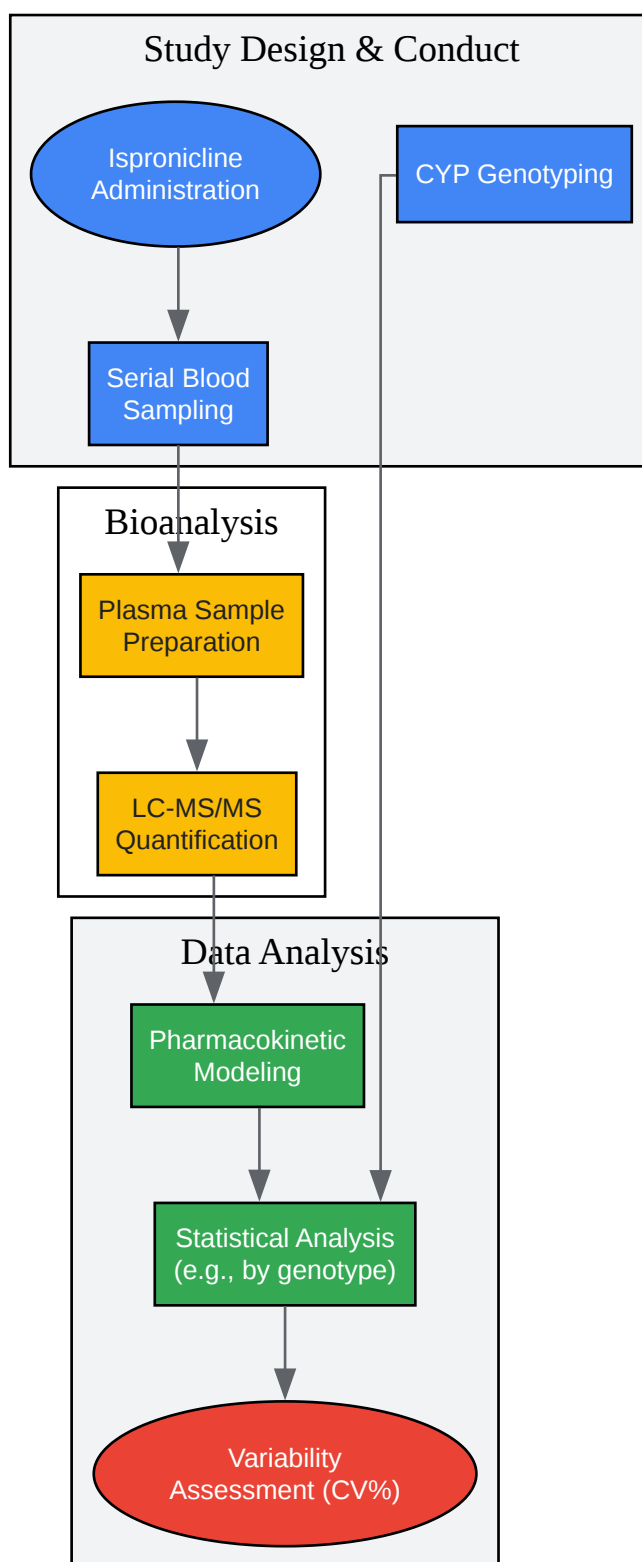 Study Design & Conduct
Ispronicline
Administration
CYP Genotyping
Serial Blood
Sampling
Bioanalysis
Plasma Sample
Preparation
LC-MS/MS
Quantification
Data Analysis
Pharmacokinetic
Modeling
Statistical Analysis
(e.g., by genotype)
Variability
Assessment (CV%)